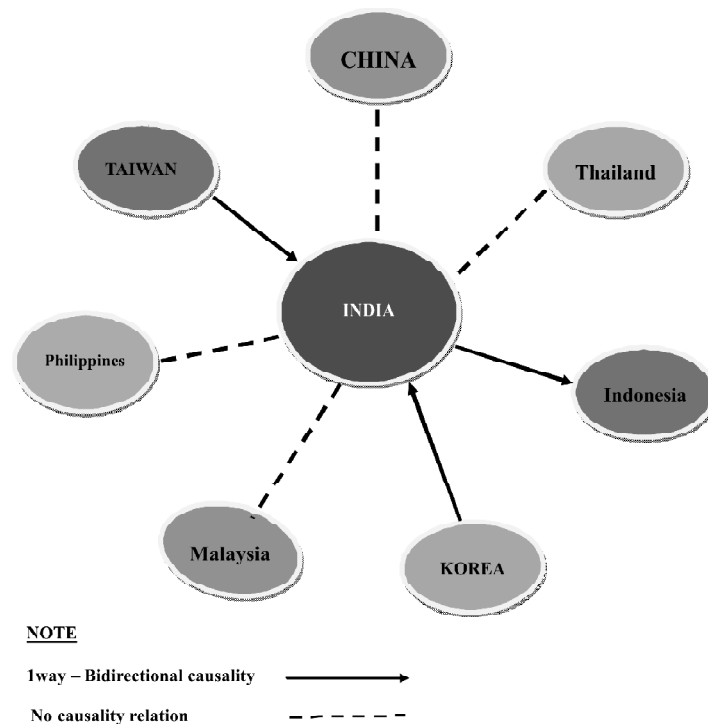 CHINA
TAIWAN
Thailand
INDIA
Philippines
Indonesia
Malaysia
KOREA
NOTE
1way – Bidirectional causality
No causality relation